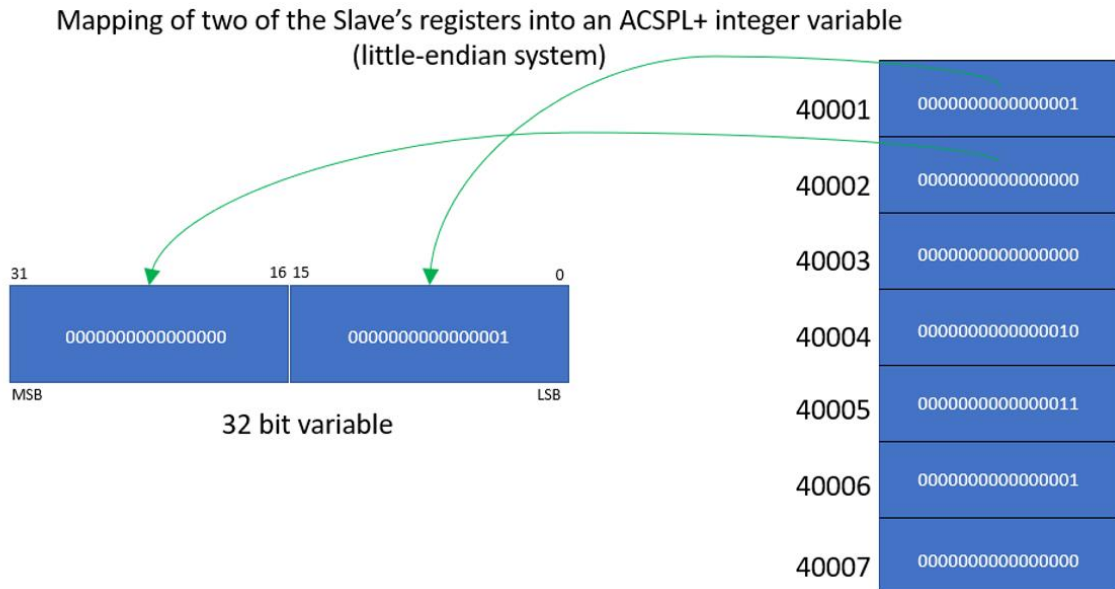 Mapping of two of the Slave's registers into an ACSPL+ integer variable
(little-endian system)
40001 0000000000000001
40002 0000000000000000
40003 0000000000000000
40004 0000000000000010
40005 0000000000000011
40006 0000000000000001
40007 0000000000000000
31 16 15 0
0000000000000000 0000000000000001
MSB LSB
32 bit variable